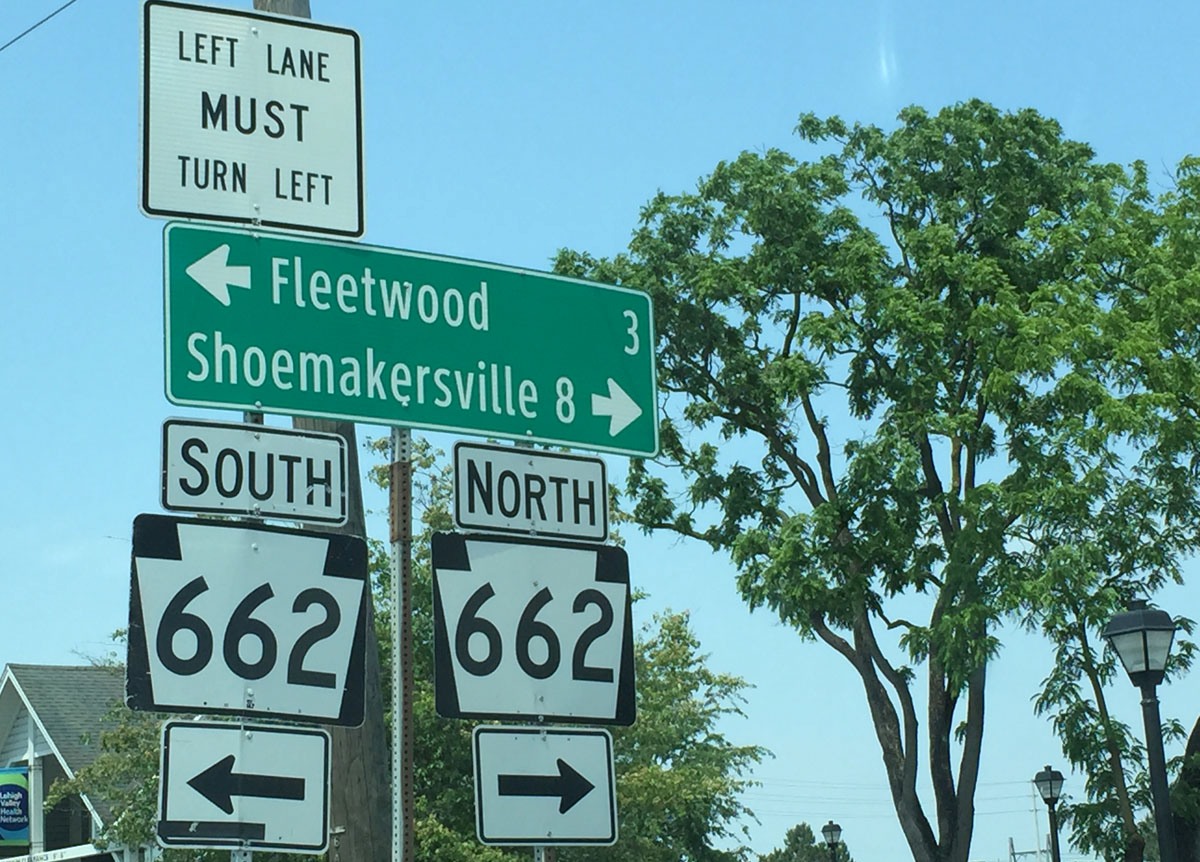 LEFT LANE
MUST
TURN LEFT
Fleetwood 3
Shoemakersville 8
SOUTH
NORTH
662
662
Lehigh
Valley
Health
Network